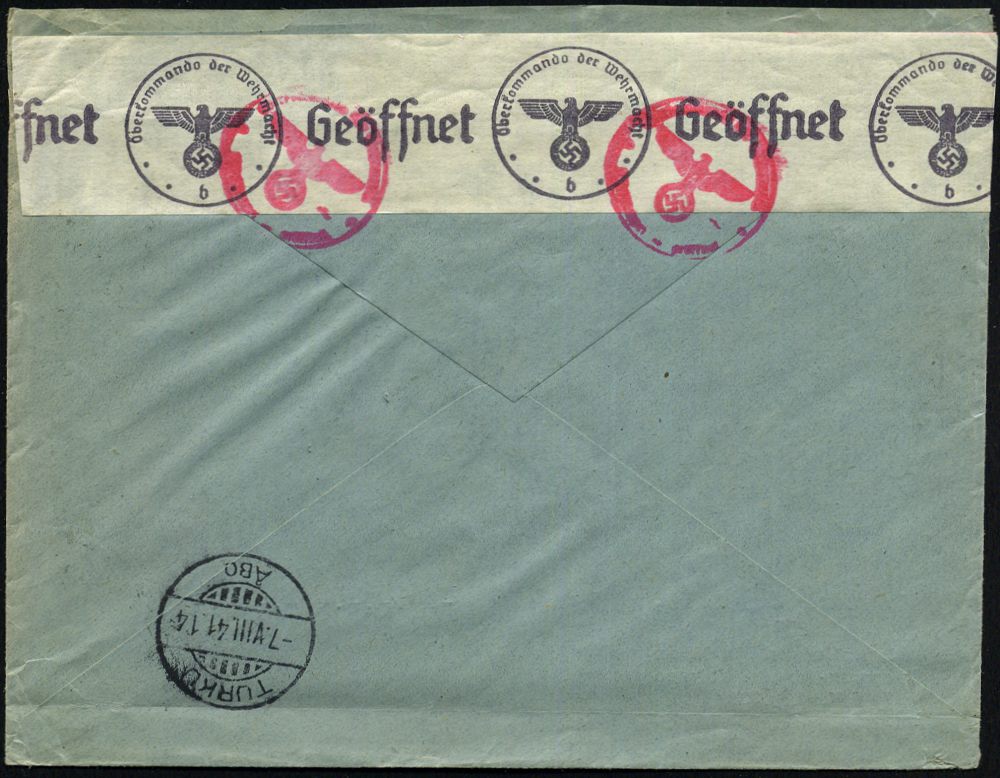 ffnet
Oberkommando der Wehrmacht
b
Geöffnet
Oberkommando der Wehrmacht
b
Geöffnet
Oberkommando der W
b
TURKU
-7.VIII.41.14
ÅBO